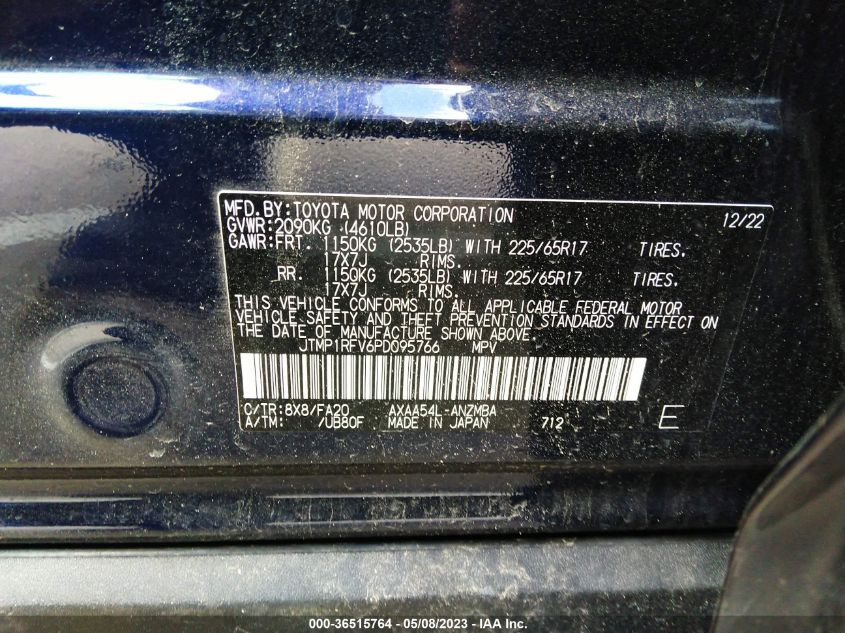 MFD.BY:TOYOTA MOTOR CORPORATION 12/22
GVWR:2090KG (4610LB)
GAWR:FRT. 1150KG (2535LB) WITH 225/65R17 TIRES.
17X7J RIMS.
RR. 1150KG (2535LB) WITH 225/65R17 TIRES.
17X7J RIMS.
THIS VEHICLE CONFORMS TO ALL APPLICABLE FEDERAL MOTOR
VEHICLE SAFETY AND THEFT PREVENTION STANDARDS IN EFFECT ON
THE DATE OF MANUFACTURE SHOWN ABOVE.
JTMP1RFV6PD095766 MPV
C/TR:8X8/FA20 AXAA54L-ANZMBA
A/TM: /UB80F MADE IN JAPAN 712 E
000-36515764 - 05/08/2023 - © IAA Inc.